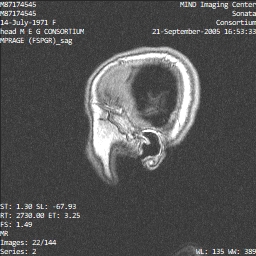 M87174545
M87174545
14-July-1971 F
head M E G CONSORTIUM
MPRAGE (FSPGR)_sag
MIND Imaging Center
Sonata
Consortium
21-September-2005 16:53:33
ST: 1.30 SL: -67.93
RT: 2730.00 ET: 3.25
FS: 1.49
MR
Images: 22/144
Series: 2
WL: 135 WW: 389